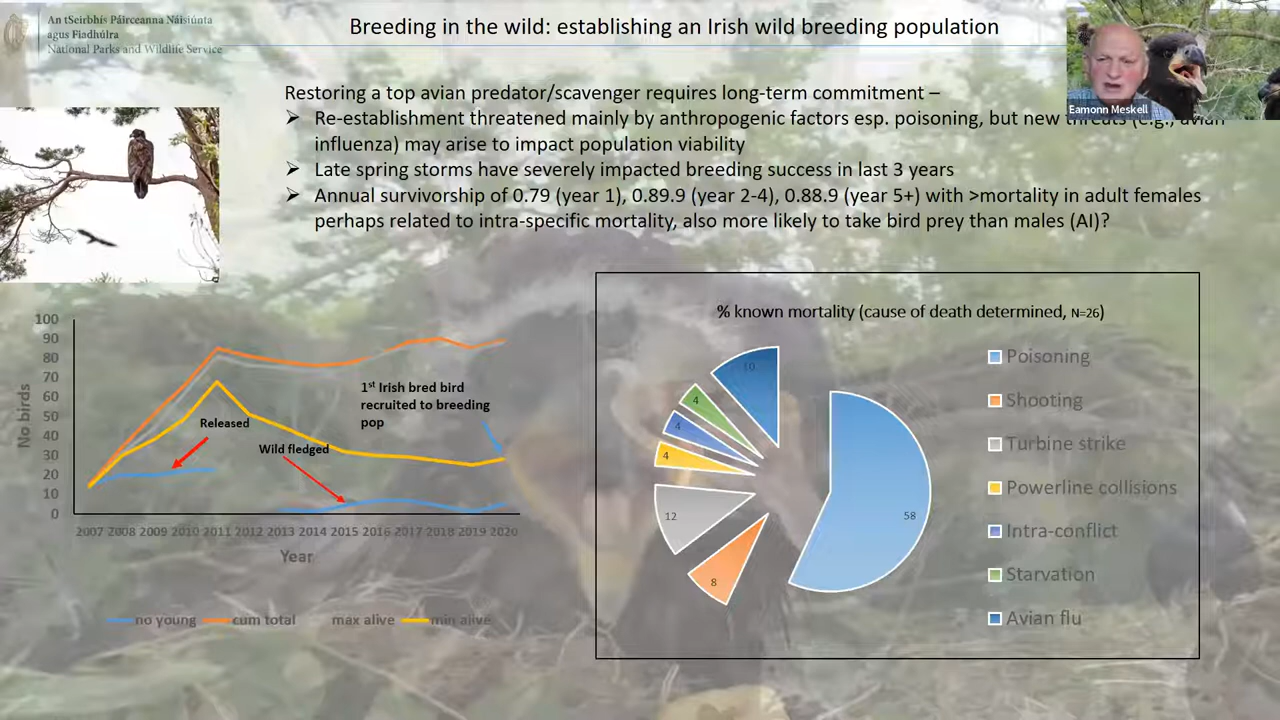 An tSeirbhís Páirceanna Náisiúnta
agus Fiadhúlra
National Parks and Wildlife Service
Breeding in the wild: establishing an Irish wild breeding population
Eamonn Meskell
Restoring a top avian predator/scavenger requires long-term commitment –
➢ Re-establishment threatened mainly by anthropogenic factors esp. poisoning, but new threats (e.g., avian
influenza) may arise to impact population viability
➢ Late spring storms have severely impacted breeding success in last 3 years
➢ Annual survivorship of 0.79 (year 1), 0.89.9 (year 2-4), 0.88.9 (year 5+) with >mortality in adult females
perhaps related to intra-specific mortality, also more likely to take bird prey than males (AI)?
100
90
80
70
60
50
40
30
20
10
0
No birds
Released
Wild fledged
1st Irish bred bird
recruited to breeding
pop
2007 2008 2009 2010 2011 2012 2013 2014 2015 2016 2017 2018 2019 2020
Year
no young cum total max alive min alive
% known mortality (cause of death determined, N=26)
10
4
4
4
12
8
58
Poisoning
Shooting
Turbine strike
Powerline collisions
Intra-conflict
Starvation
Avian flu